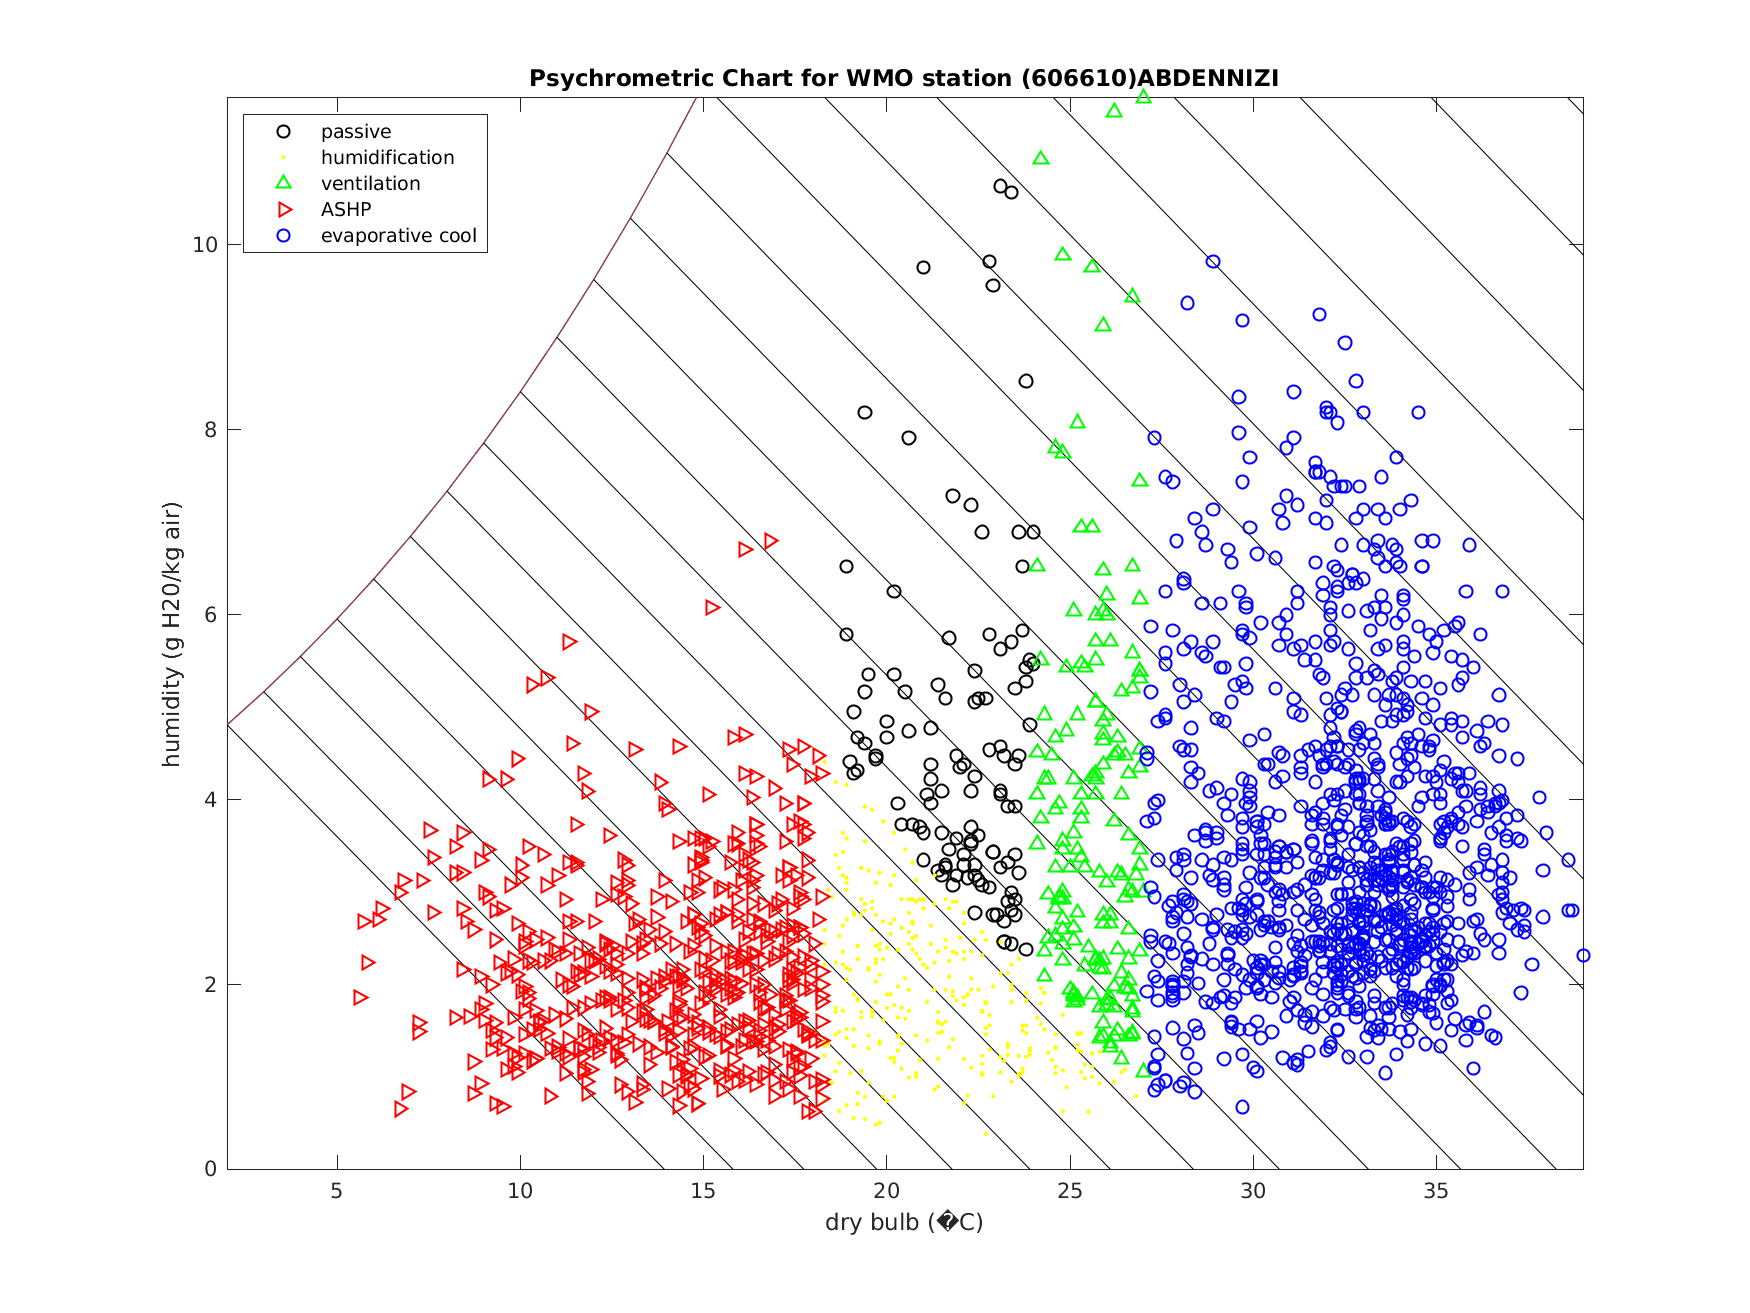 Psychrometric Chart for WMO station (606610)ABDENNIZI
passive
humidification
ventilation
ASHP
evaporative cool
humidity (g H20/kg air)
10
8
6
4
2
0
5 10 15 20 25 30 35
dry bulb (�C)